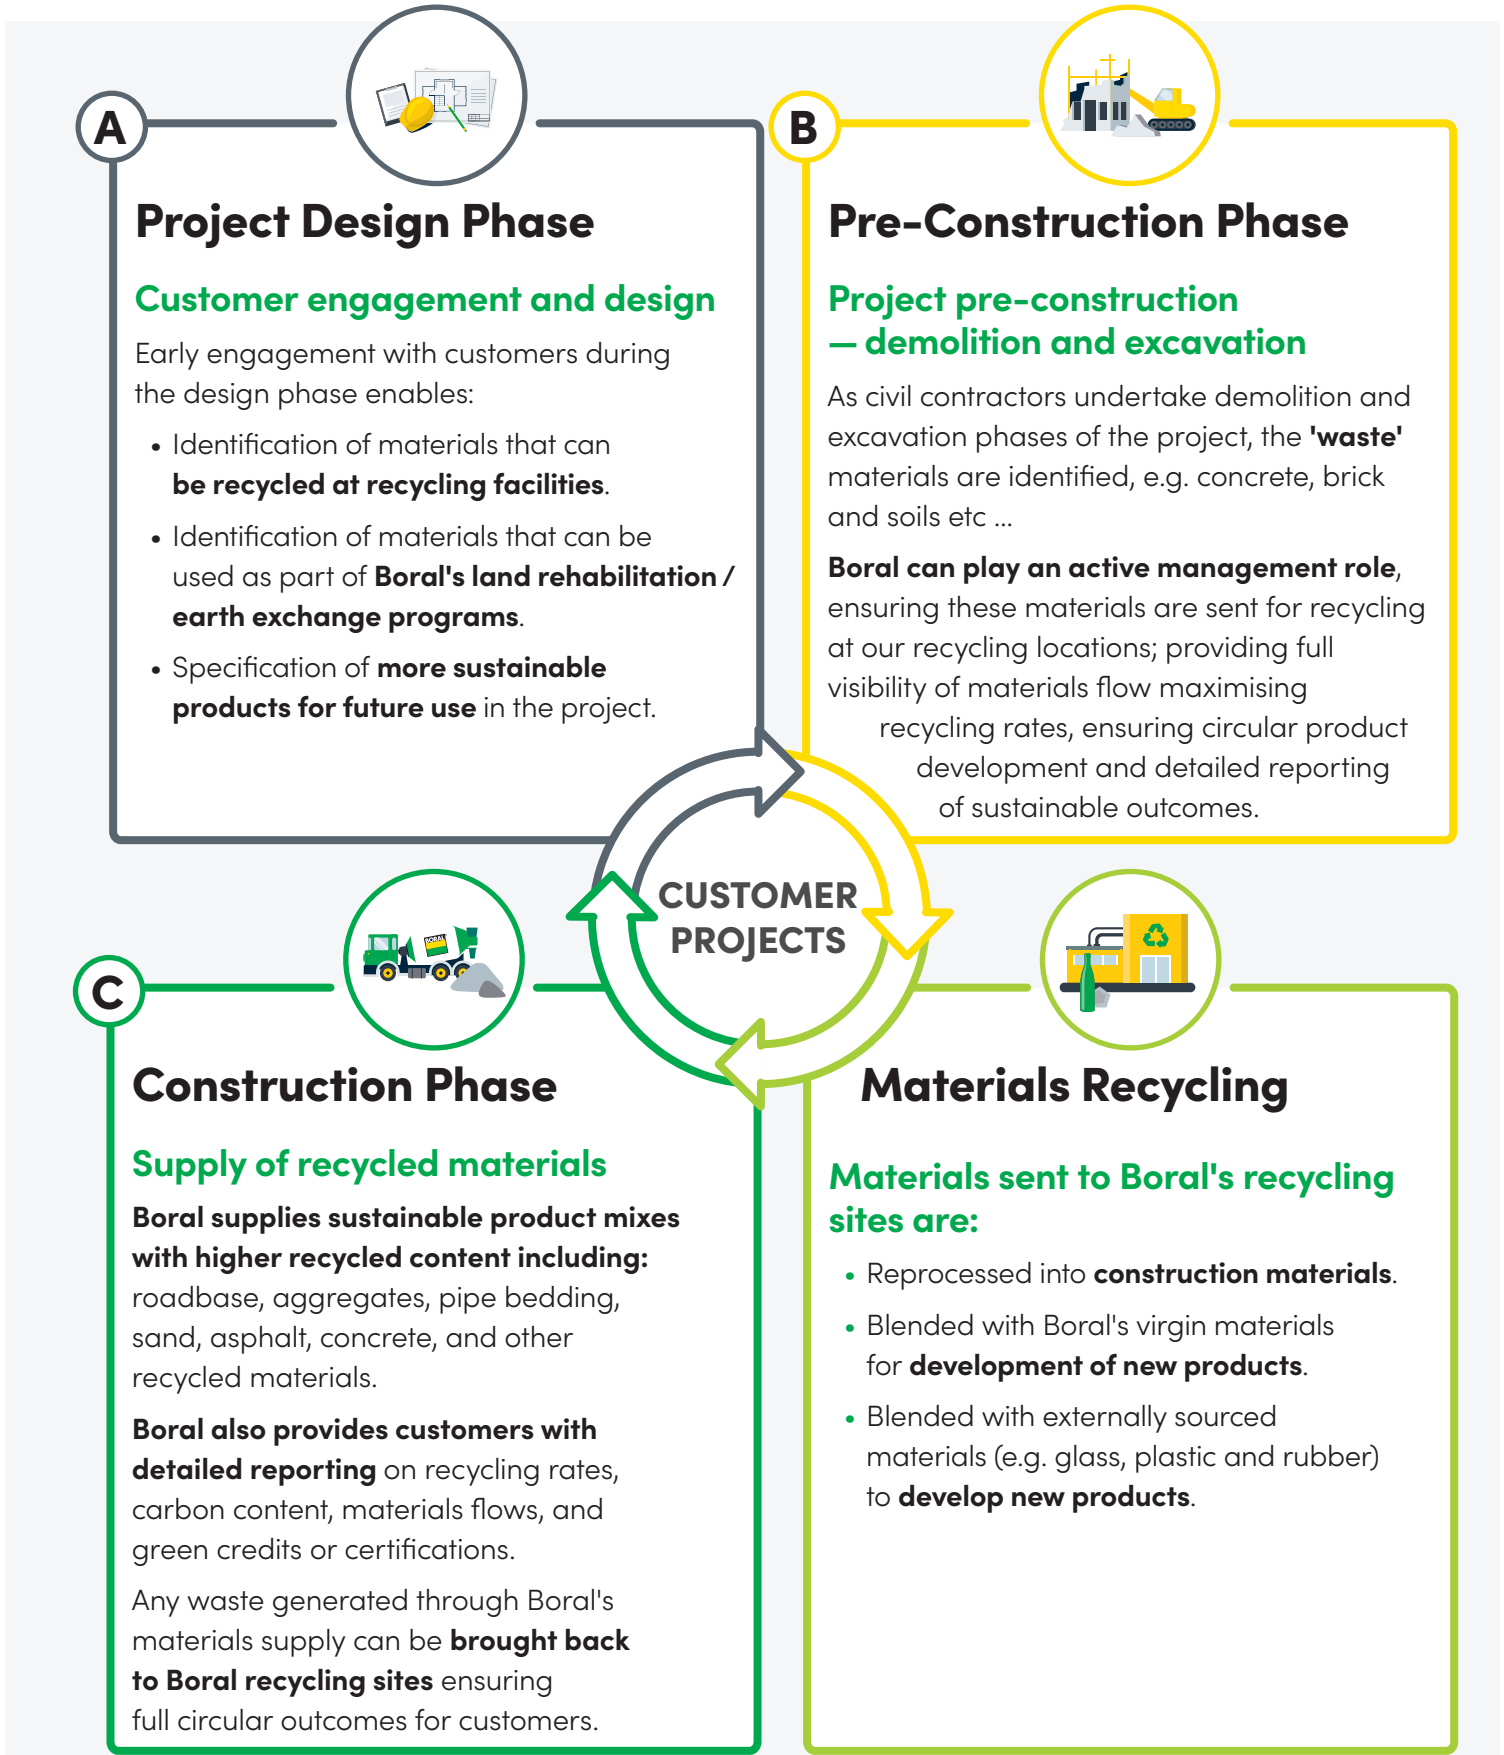 A
Project Design Phase
Customer engagement and design
Early engagement with customers during
the design phase enables:
• Identification of materials that can
be recycled at recycling facilities.
• Identification of materials that can be
used as part of Boral's land rehabilitation /
earth exchange programs.
• Specification of more sustainable
products for future use in the project.
B
Pre-Construction Phase
Project pre-construction
— demolition and excavation
As civil contractors undertake demolition and
excavation phases of the project, the 'waste'
materials are identified, e.g. concrete, brick
and soils etc ...
Boral can play an active management role,
ensuring these materials are sent for recycling
at our recycling locations; providing full
visibility of materials flow maximising
recycling rates, ensuring circular product
development and detailed reporting
of sustainable outcomes.
CUSTOMER
PROJECTS
C
BORAL
Construction Phase
Supply of recycled materials
Boral supplies sustainable product mixes
with higher recycled content including:
roadbase, aggregates, pipe bedding,
sand, asphalt, concrete, and other
recycled materials.
Boral also provides customers with
detailed reporting on recycling rates,
carbon content, materials flows, and
green credits or certifications.
Any waste generated through Boral's
materials supply can be brought back
to Boral recycling sites ensuring
full circular outcomes for customers.
Materials Recycling
Materials sent to Boral's recycling
sites are:
• Reprocessed into construction materials.
• Blended with Boral's virgin materials
for development of new products.
• Blended with externally sourced
materials (e.g. glass, plastic and rubber)
to develop new products.